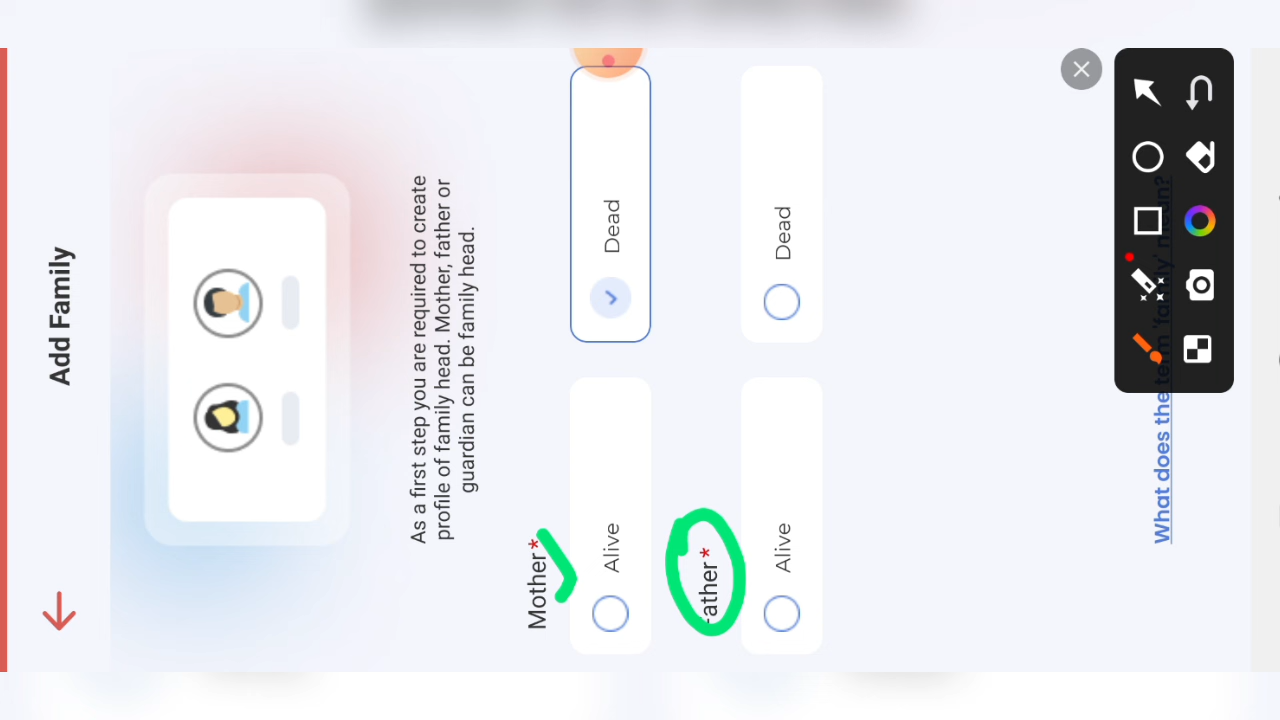 Add Family
As a first step you are required to create
profile of family head. Mother, father or
guardian can be family head.
Mother*
Alive
Dead
Father*
Alive
Dead
What does the term 'family' mean?